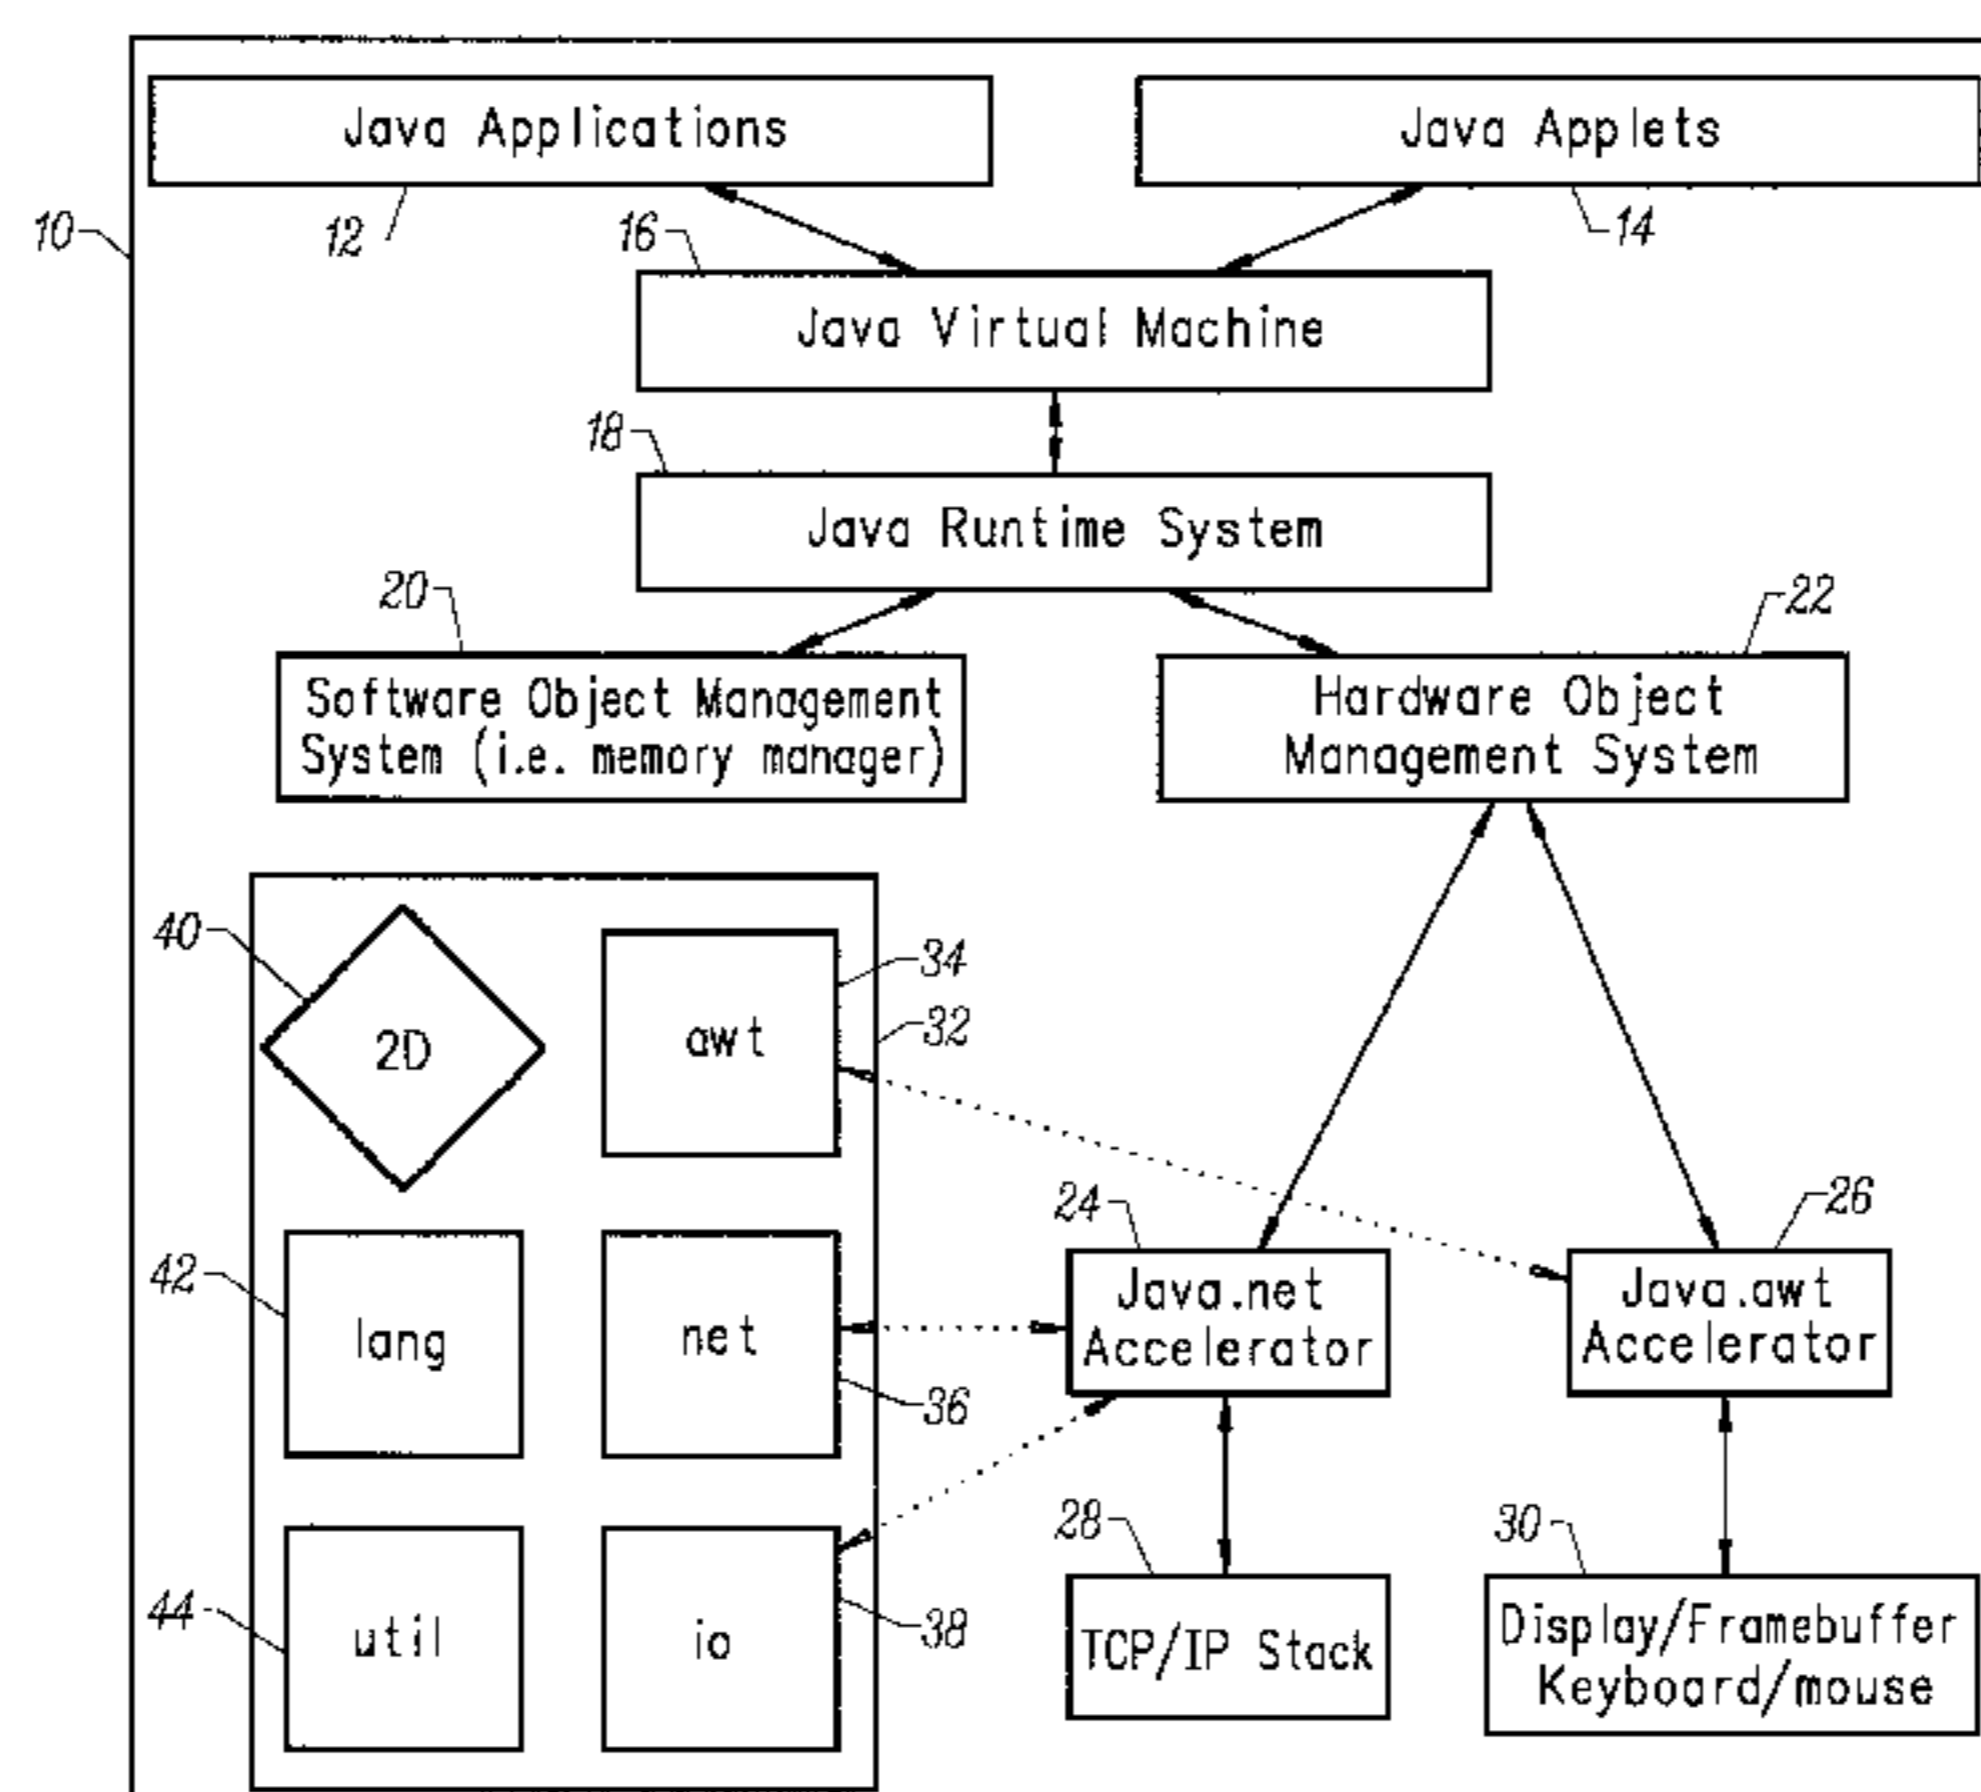 Java Applications
Java Applets
10
12
16
14
Java Virtual Machine
18
Java Runtime System
20
22
Software Object Management
System (i.e. memory manager)
Hardware Object
Management System
40
34
32
2D
awt
24
26
42
lang
net
36
Java.net
Accelerator
Java.awt
Accelerator
28
30
44
util
io
38
TCP/IP Stack
Display/Framebuffer
Keyboard/mouse